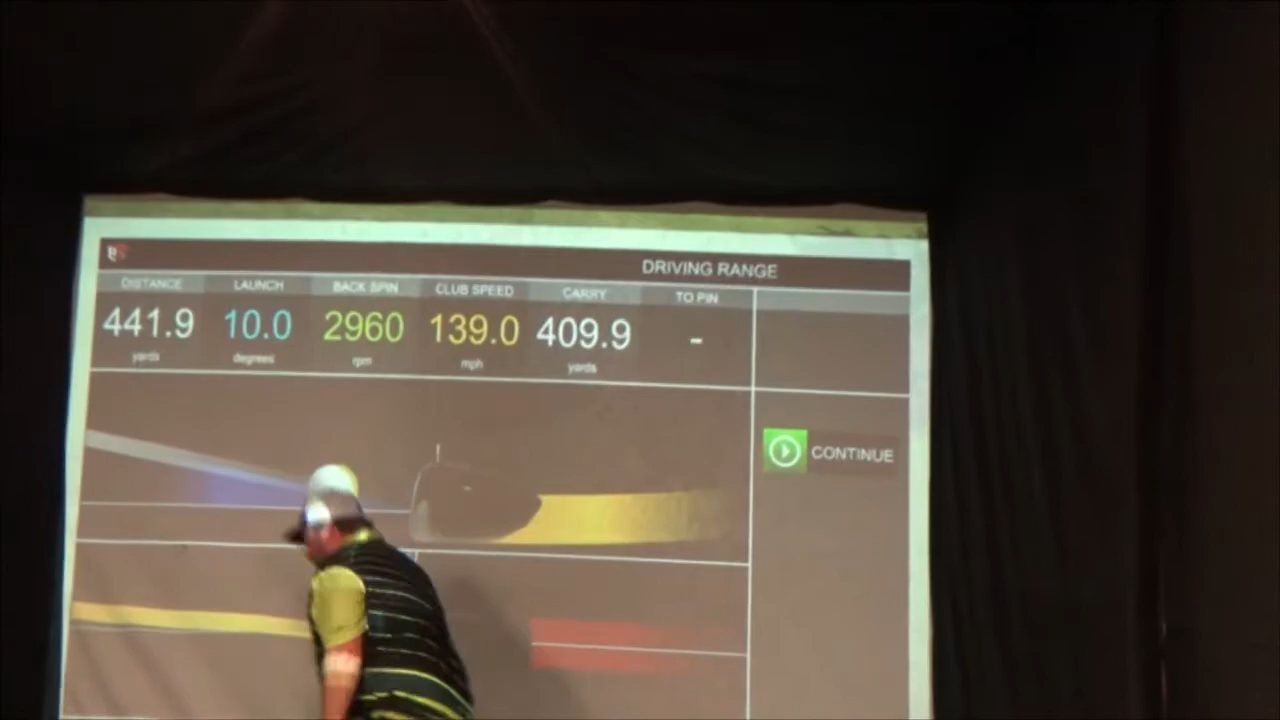 DRIVING RANGE
DISTANCE LAUNCH BACK SPIN CLUB SPEED CARRY TO PIN
441.9 10.0 2960 139.0 409.9 -
yards degrees rpm mph yards
CONTINUE